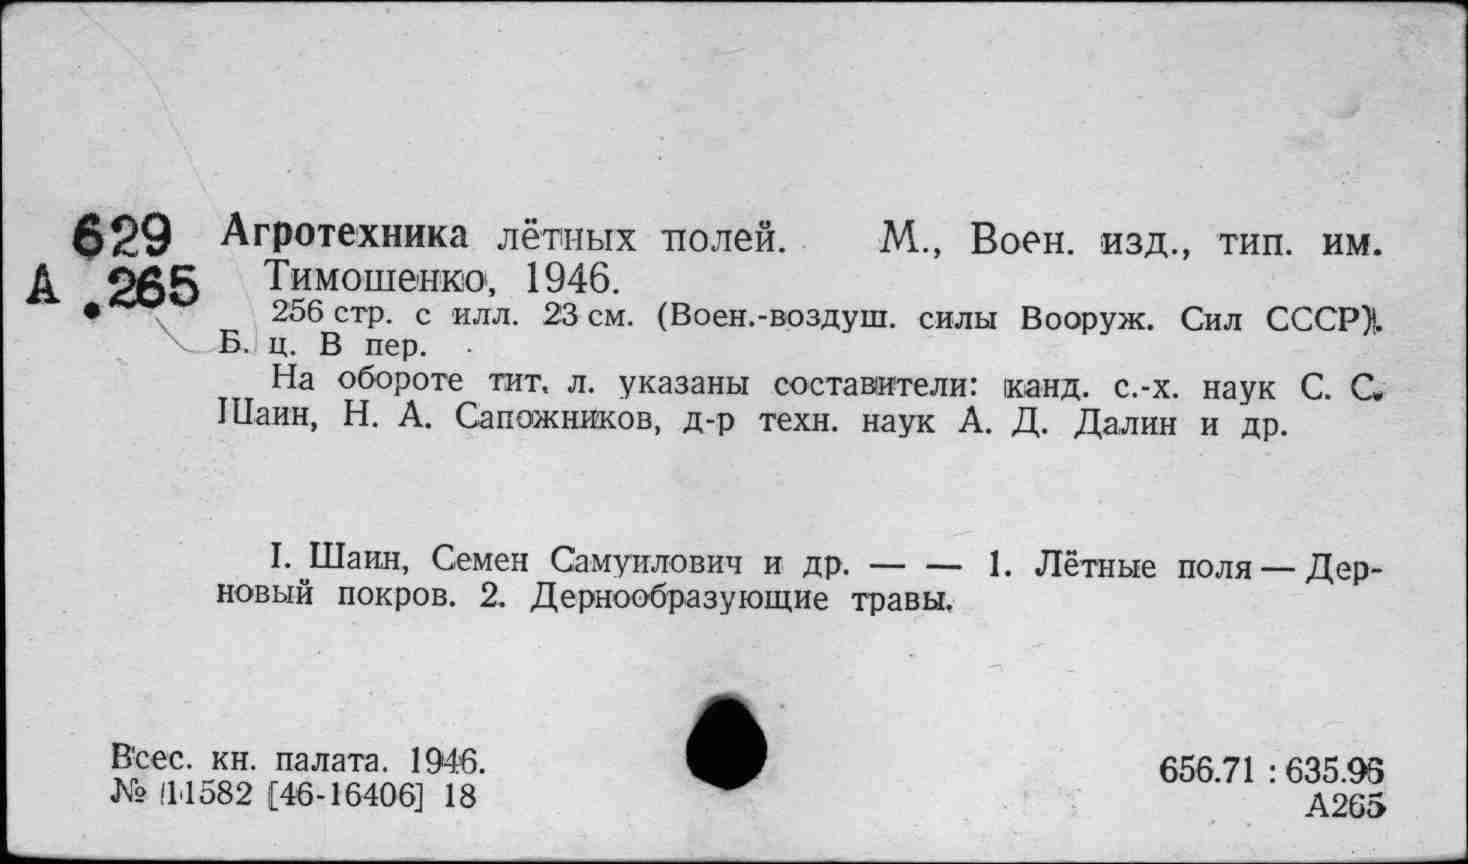 629 Агротехника лётных полей. М., Воен. изд., тип. им.
А.265 Тимошенко, 1946.
256 стр. с илл. 23 см. (Воен.-воздуш. силы Вооруж. Сил СССР).
Б. ц. В пер.
На обороте тит. л. указаны составители: канд. с.-х. наук С. С.
Шаин, Н. А. Сапожников, д-р техн. наук А. Д. Далин и др.
I. Шаин, Семен Самуилович и др. — — 1. Лётные поля — Дер-
новый покров. 2. Дернообразующие травы.
Всес. кн. палата. 1946.
№ 11582 [46-16406] 18
656.71 : 635.96
А265